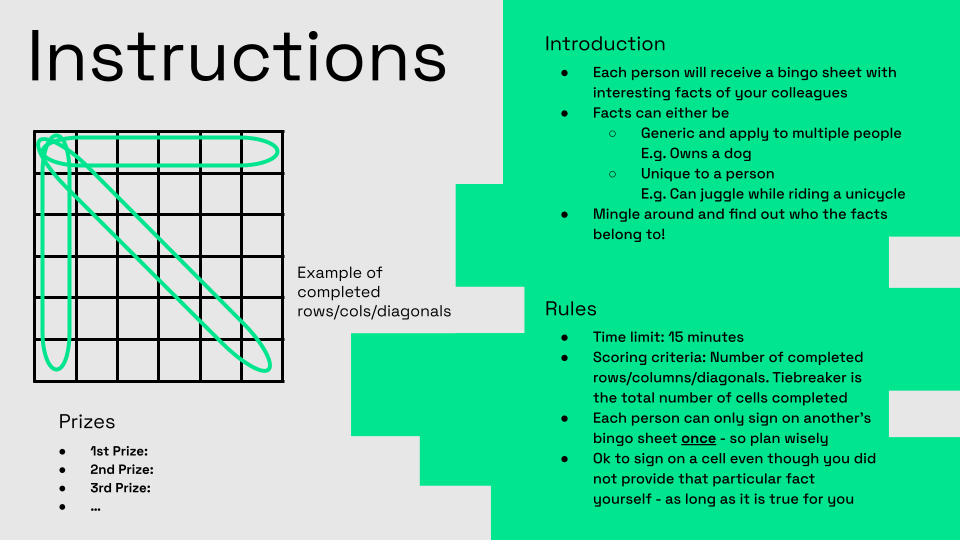 Instructions
Example of
completed
rows/cols/diagonals
Prizes
● 1st Prize:
● 2nd Prize:
● 3rd Prize:
● ...
Introduction
● Each person will receive a bingo sheet with
interesting facts of your colleagues
● Facts can either be
○ Generic and apply to multiple people
E.g. Owns a dog
○ Unique to a person
E.g. Can juggle while riding a unicycle
● Mingle around and find out who the facts
belong to!
Rules
● Time limit: 15 minutes
● Scoring criteria: Number of completed
rows/columns/diagonals. Tiebreaker is
the total number of cells completed
● Each person can only sign on another's
bingo sheet once - so plan wisely
● Ok to sign on a cell even though you did
not provide that particular fact
yourself - as long as it is true for you